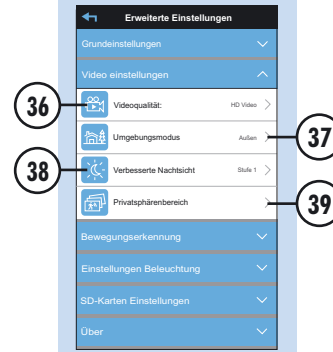 Erweiterte Einstellungen
Grundeinstellungen
Video einstellungen
36
Videoqualität: HD Video
Umgebungsmodus Außen
37
38
Verbesserte Nachtsicht Stufe 1
Privatsphärenbereich
39
Bewegungserkennung
Einstellungen Beleuchtung
SD-Karten Einstellungen
Über